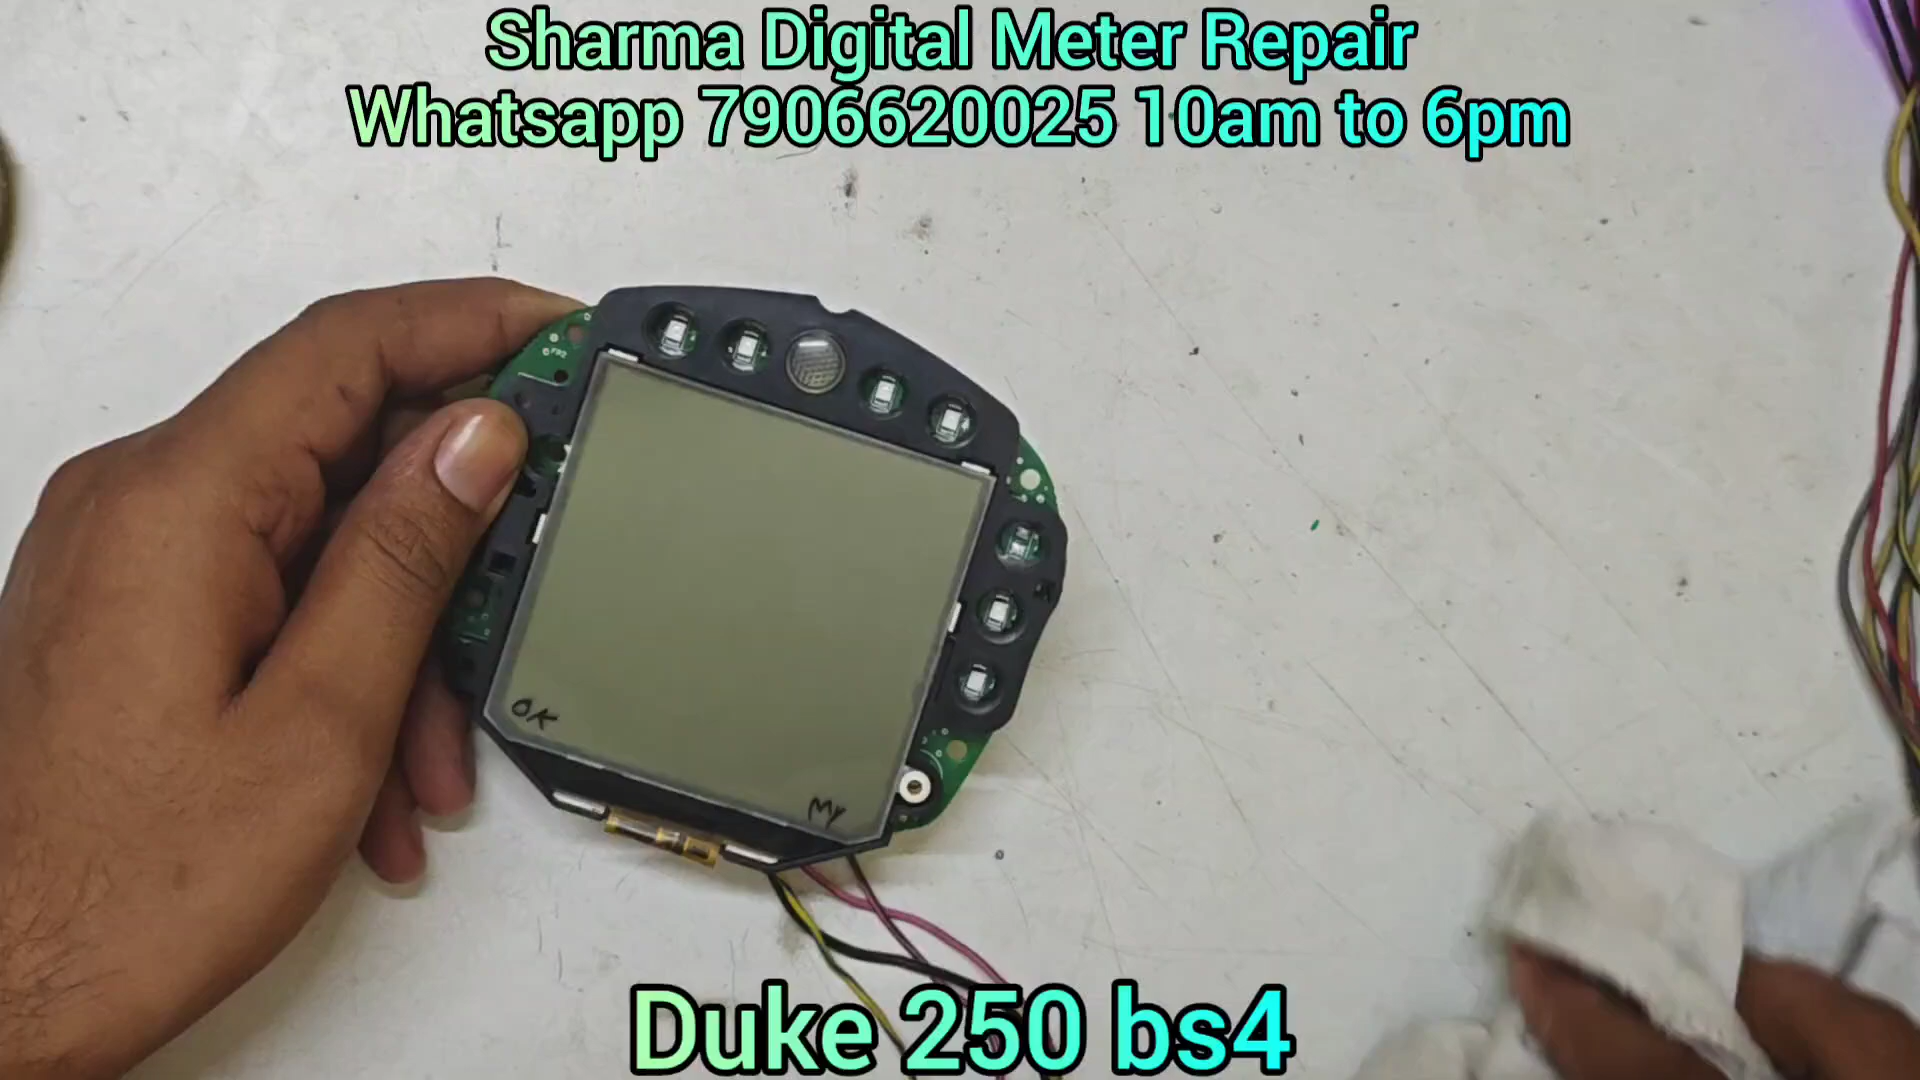 Sharma Digital Meter Repair
Whatsapp 7906620025 10am to 6pm
OK
My
Duke 250 bs4